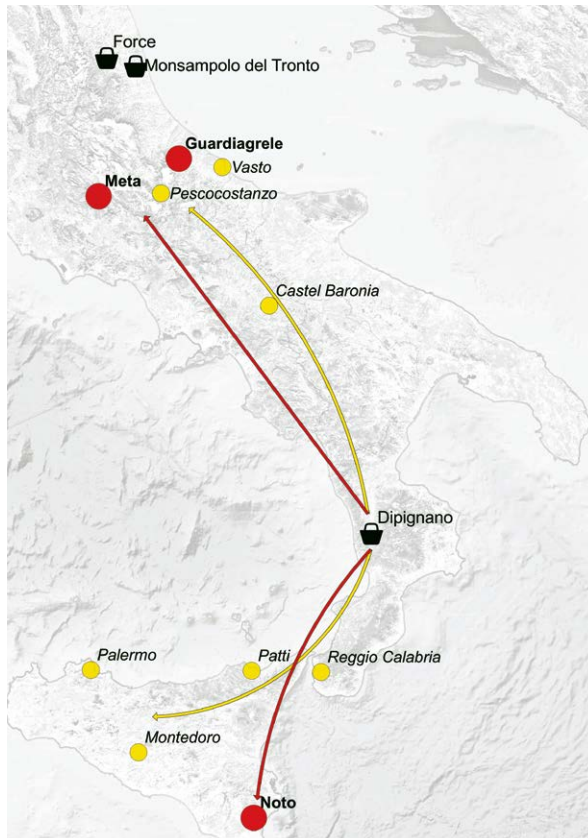 Force
Monsampolo del Tronto
Guardiagrele
Vasto
Meta
Pescocostanzo
Castel Baronia
Dipignano
Palermo
Patti
Reggio Calabria
Montedoro
Noto